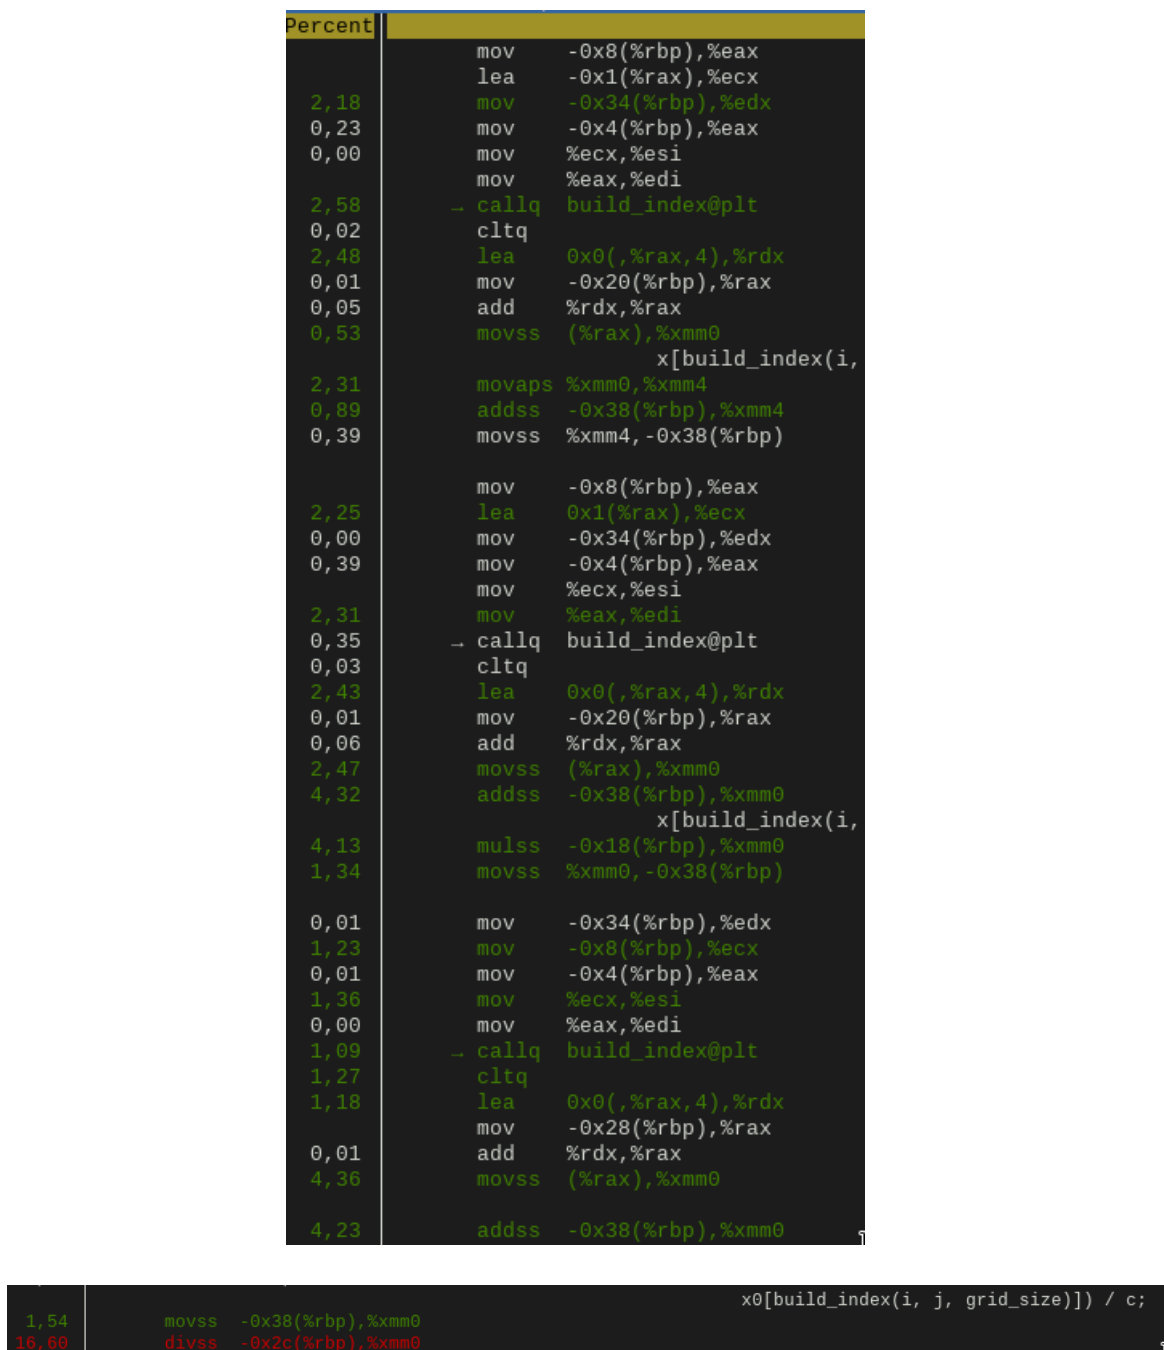 Percent
mov -0x8(%rbp),%eax
lea -0x1(%rax),%ecx
2,18 mov -0x34(%rbp),%edx
0,23 mov -0x4(%rbp),%eax
0,00 mov %ecx,%esi
mov %eax,%edi
2,58 → callq build_index@plt
0,02 cltq
2,48 lea 0x0(,%rax,4),%rdx
0,01 mov -0x20(%rbp),%rax
0,05 add %rdx,%rax
0,53 movss (%rax),%xmm0
x[build_index(i,
2,31 movaps %xmm0,%xmm4
0,89 addss -0x38(%rbp),%xmm4
0,39 movss %xmm4,-0x38(%rbp)
mov -0x8(%rbp),%eax
2,25 lea 0x1(%rax),%ecx
0,00 mov -0x34(%rbp),%edx
0,39 mov -0x4(%rbp),%eax
mov %ecx,%esi
2,31 mov %eax,%edi
0,35 → callq build_index@plt
0,03 cltq
2,43 lea 0x0(,%rax,4),%rdx
0,01 mov -0x20(%rbp),%rax
0,06 add %rdx,%rax
2,47 movss (%rax),%xmm0
4,32 addss -0x38(%rbp),%xmm0
x[build_index(i,
4,13 mulss -0x18(%rbp),%xmm0
1,34 movss %xmm0,-0x38(%rbp)
0,01 mov -0x34(%rbp),%edx
1,23 mov -0x8(%rbp),%ecx
0,01 mov -0x4(%rbp),%eax
1,36 mov %ecx,%esi
0,00 mov %eax,%edi
1,09 → callq build_index@plt
1,27 cltq
1,18 lea 0x0(,%rax,4),%rdx
mov -0x28(%rbp),%rax
0,01 add %rdx,%rax
4,36 movss (%rax),%xmm0
4,23 addss -0x38(%rbp),%xmm0
x0[build_index(i, j, grid_size)]) / c;
1,54 movss -0x38(%rbp),%xmm0
16,60 divss -0x2c(%rbp),%xmm0